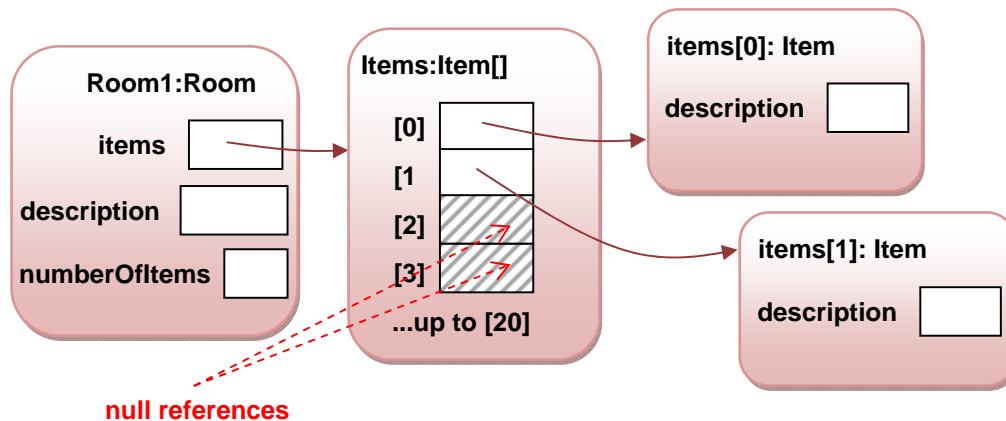 Room1:Room
items
description
numberOfItems
Items:Item[]
[0]
[1
[2]
[3]
...up to [20]
items[0]: Item
description
items[1]: Item
description
null references